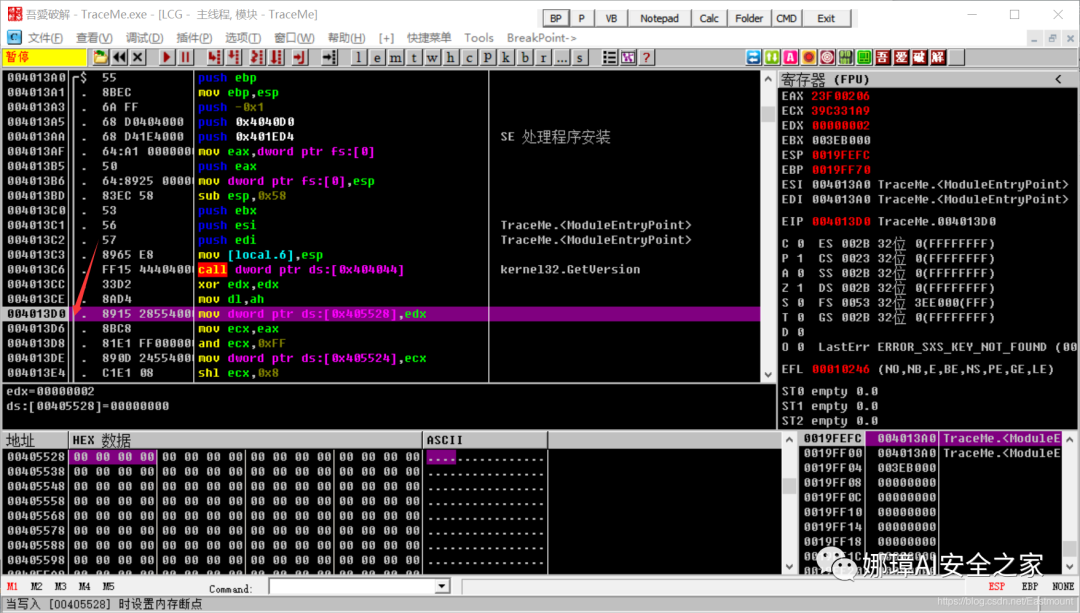 吾爱破解 - TraceMe.exe - [LCG - 主线程, 模块 - TraceMe]
BP P VB Notepad Calc Folder CMD Exit
C 文件(F) 查看(V) 调试(D) 插件(P) 选项(T) 窗口(W) 帮助(H) [+] 快捷菜单 Tools BreakPoint->
暂停 l e m t w h c p k b r ... s ? A 吾 爱 破 解
004013A0 $ 55 push ebp
004013A1 . 8BEC mov ebp,esp
004013A3 . 6A FF push -0x1
004013A5 . 68 D0404000 push 0x4040D0
004013AA . 68 D41E4000 push 0x401ED4 SE 处理程序安装
004013AF . 64:A1 0000000 mov eax,dword ptr fs:[0]
004013B5 . 50 push eax
004013B6 . 64:8925 0000 mov dword ptr fs:[0],esp
004013BD . 83EC 58 sub esp,0x58
004013C0 . 53 push ebx
004013C1 . 56 push esi TraceMe.<ModuleEntryPoint>
004013C2 . 57 push edi TraceMe.<ModuleEntryPoint>
004013C3 . 8965 E8 mov [local.6],esp
004013C6 . FF15 44404000 call dword ptr ds:[0x404044] kernel32.GetVersion
004013CC . 33D2 xor edx,edx
004013CE . 8AD4 mov dl,ah
004013D0 . 8915 28554000 mov dword ptr ds:[0x405528],edx
004013D6 . 8BC8 mov ecx,eax
004013D8 . 81E1 FF000000 and ecx,0xFF
004013DE . 890D 24554000 mov dword ptr ds:[0x405524],ecx
004013E4 . C1E1 08 shl ecx,0x8
edx=00000002
ds:[00405528]=00000000
寄存器 (FPU) <
EAX 23F00206
ECX 39C331A9
EDX 00000002
EBX 003EB000
ESP 0019FEFC
EBP 0019FF70
ESI 004013A0 TraceMe.<ModuleEntryPoint>
EDI 004013A0 TraceMe.<ModuleEntryPoint>
EIP 004013D0 TraceMe.004013D0
C 0 ES 002B 32位 0(FFFFFFFF)
P 1 CS 0023 32位 0(FFFFFFFF)
A 0 SS 002B 32位 0(FFFFFFFF)
Z 1 DS 002B 32位 0(FFFFFFFF)
S 0 FS 0053 32位 3EE000(FFF)
T 0 GS 002B 32位 0(FFFFFFFF)
D 0
O 0 LastErr ERROR_SXS_KEY_NOT_FOUND (00
EFL 00010246 (NO,NB,E,BE,NS,PE,GE,LE)
ST0 empty 0.0
ST1 empty 0.0
ST2 empty 0.0
地址 HEX 数据 ASCII
00405528 00 00 00 00 00 00 00 00 00 00 00 00 00 00 00 00 ................
00405538 00 00 00 00 00 00 00 00 00 00 00 00 00 00 00 00 ................
00405548 00 00 00 00 00 00 00 00 00 00 00 00 00 00 00 00 ................
00405558 00 00 00 00 00 00 00 00 00 00 00 00 00 00 00 00 ................
00405568 00 00 00 00 00 00 00 00 00 00 00 00 00 00 00 00 ................
00405578 00 00 00 00 00 00 00 00 00 00 00 00 00 00 00 00 ................
00405588 00 00 00 00 00 00 00 00 00 00 00 00 00 00 00 00 ................
00405598 00 00 00 00 00 00 00 00 00 00 00 00 00 00 00 00 ................
0019FEFC 004013A0 TraceMe.<ModuleE
0019FF00 004013A0 TraceMe.<ModuleE
0019FF04 003EB000
0019FF08 00000000
0019FF0C 00000000
0019FF10 00000000
0019FF14 00000000
0019FF18 00000000
娜璋AI安全之家
M1 M2 M3 M4 M5 Command: ESP EBP NONE
当写入 [00405528] 时设置内存断点
https://blog.csdn.net/Eastmount